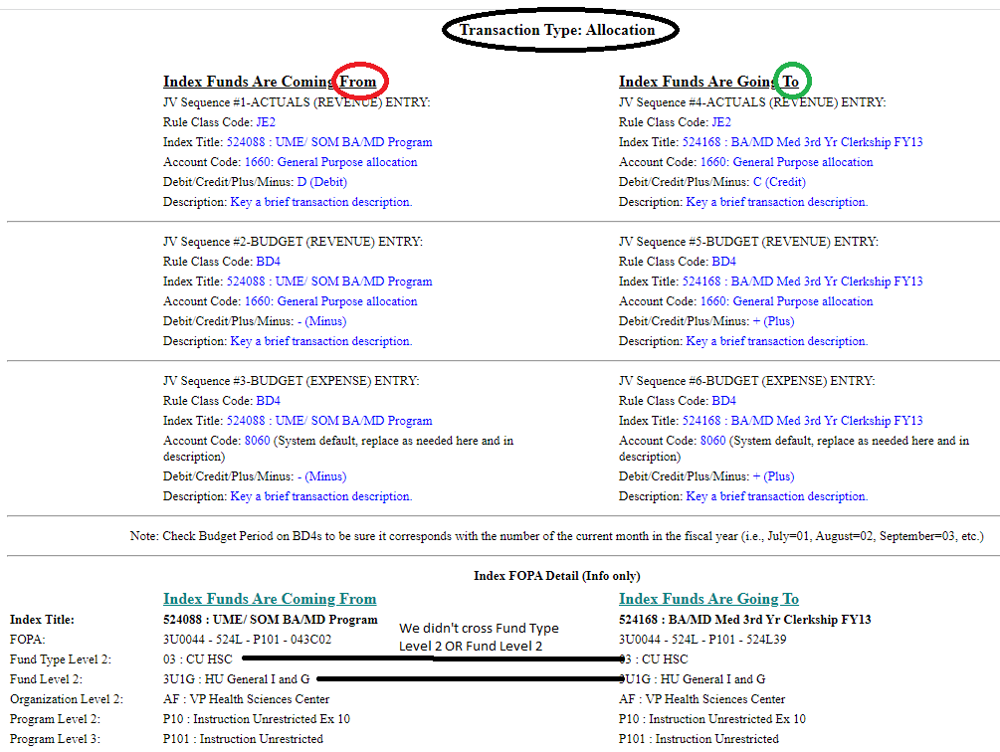 Transaction Type: Allocation
Index Funds Are Coming From
Index Funds Are Going To
JV Sequence #1-ACTUALS (REVENUE) ENTRY:
JV Sequence #4-ACTUALS (REVENUE) ENTRY:
Rule Class Code: JE2
Rule Class Code: JE2
Index Title: 524088 : UME/ SOM BA/MD Program
Index Title: 524168 : BA/MD Med 3rd Yr Clerkship FY13
Account Code: 1660: General Purpose allocation
Account Code: 1660: General Purpose allocation
Debit/Credit/Plus/Minus: D (Debit)
Debit/Credit/Plus/Minus: C (Credit)
Description: Key a brief transaction description.
Description: Key a brief transaction description.
JV Sequence #2-BUDGET (REVENUE) ENTRY:
JV Sequence #5-BUDGET (REVENUE) ENTRY:
Rule Class Code: BD4
Rule Class Code: BD4
Index Title: 524088 : UME/ SOM BA/MD Program
Index Title: 524168 : BA/MD Med 3rd Yr Clerkship FY13
Account Code: 1660: General Purpose allocation
Account Code: 1660: General Purpose allocation
Debit/Credit/Plus/Minus: - (Minus)
Debit/Credit/Plus/Minus: + (Plus)
Description: Key a brief transaction description.
Description: Key a brief transaction description.
JV Sequence #3-BUDGET (EXPENSE) ENTRY:
JV Sequence #6-BUDGET (EXPENSE) ENTRY:
Rule Class Code: BD4
Rule Class Code: BD4
Index Title: 524088 : UME/ SOM BA/MD Program
Index Title: 524168 : BA/MD Med 3rd Yr Clerkship FY13
Account Code: 8060 (System default, replace as needed here and in
description)
Account Code: 8060 (System default, replace as needed here and in
description)
Debit/Credit/Plus/Minus: - (Minus)
Debit/Credit/Plus/Minus: + (Plus)
Description: Key a brief transaction description.
Description: Key a brief transaction description.
Note: Check Budget Period on BD4s to be sure it corresponds with the number of the current month in the fiscal year (i.e., July=01, August=02, September=03, etc.)
Index FOPA Detail (Info only)
Index Funds Are Coming From
Index Funds Are Going To
Index Title: 524088 : UME/ SOM BA/MD Program 524168 : BA/MD Med 3rd Yr Clerkship FY13
FOPA: 3U0044 - 524L - P101 - 043C02 3U0044 - 524L - P101 - 524L39
We didn't cross Fund Type
Level 2 OR Fund Level 2
Fund Type Level 2: 03 : CU HSC 03 : CU HSC
Fund Level 2: 3U1G : HU General I and G 3U1G : HU General I and G
Organization Level 2: AF : VP Health Sciences Center AF : VP Health Sciences Center
Program Level 2: P10 : Instruction Unrestricted Ex 10 P10 : Instruction Unrestricted Ex 10
Program Level 3: P101 : Instruction Unrestricted P101 : Instruction Unrestricted